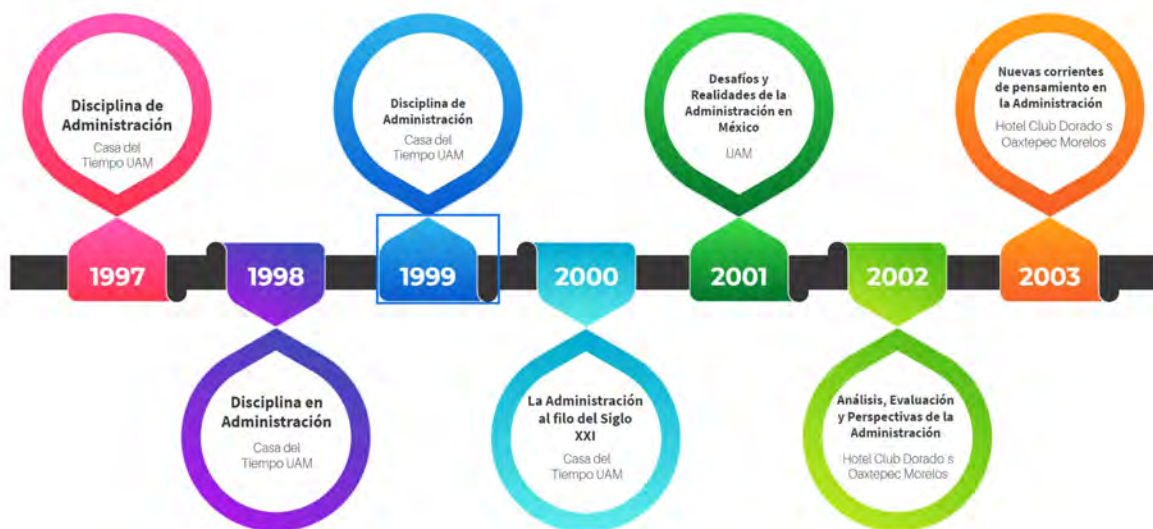 Disciplina de
Administración
Casa del
Tiempo UAM
1997
1998
Disciplina en
Administración
Casa del
Tiempo UAM
Disciplina de
Administración
Casa del
Tiempo UAM
1999
2000
La Administración
al filo del Siglo
XXI
Casa del
Tiempo UAM
Desafíos y
Realidades de la
Administración en
México
UAM
2001
2002
Análisis, Evaluación
y Perspectivas de la
Administración
Hotel Club Dorado´s
Oaxtepec Morelos
Nuevas corrientes
de pensamiento en
la Administración
Hotel Club Dorado´s
Oaxtepec Morelos
2003